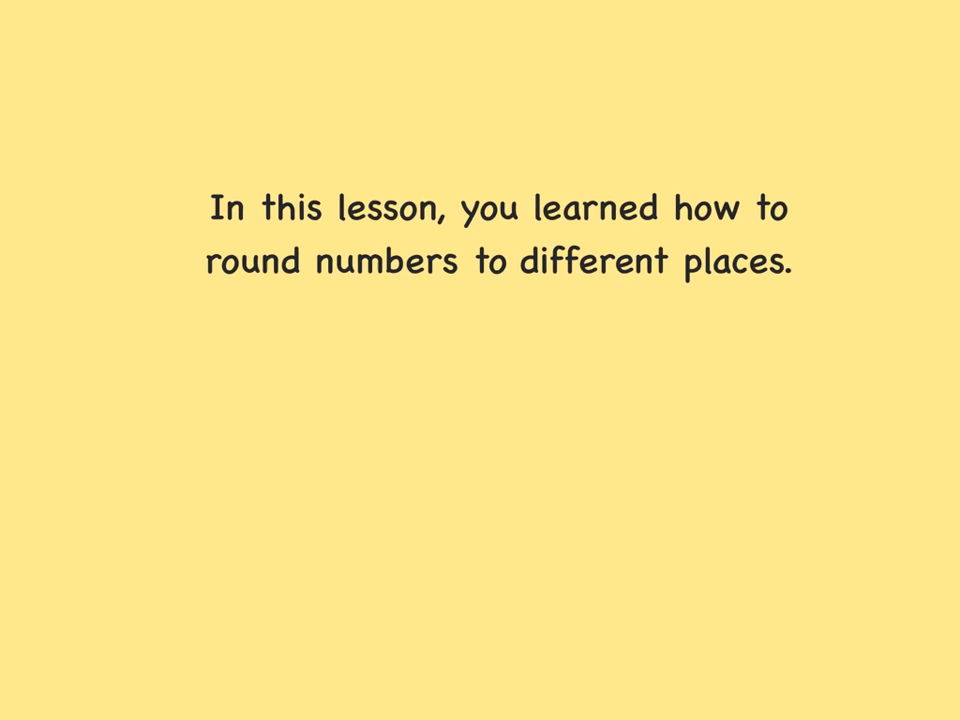 In this lesson, you learned how to
round numbers to different places.